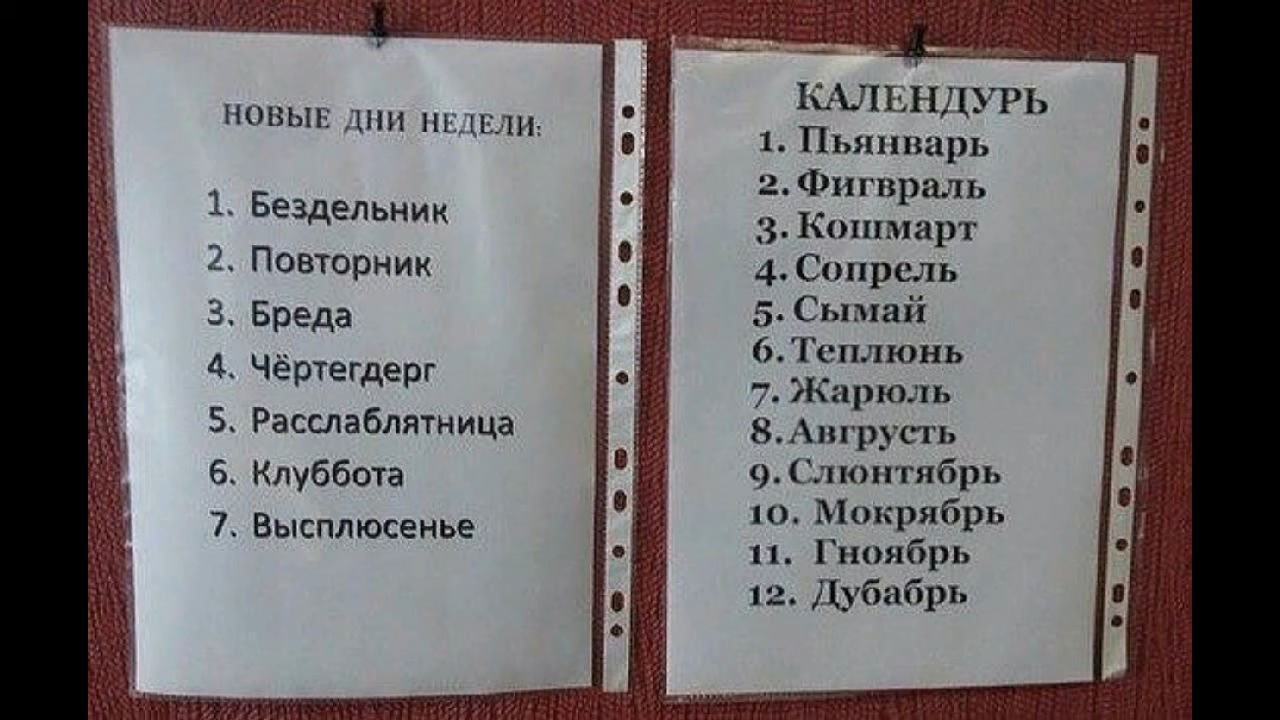 НОВЫЕ ДНИ НЕДЕЛИ:
1. Бездельник
2. Повторник
3. Бреда
4. Чёртегдерг
5. Расслаблятница
6. Клуббота
7. Высплюсенье
КАЛЕНДУРЬ
1. Пьянварь
2. Фигвраль
3. Кошмарт
4. Сопрель
5. Сымай
6. Теплюнь
7. Жарюль
8. Авгрусть
9. Слюнтябрь
10. Мокрябрь
11. Гноябрь
12. Дубабрь